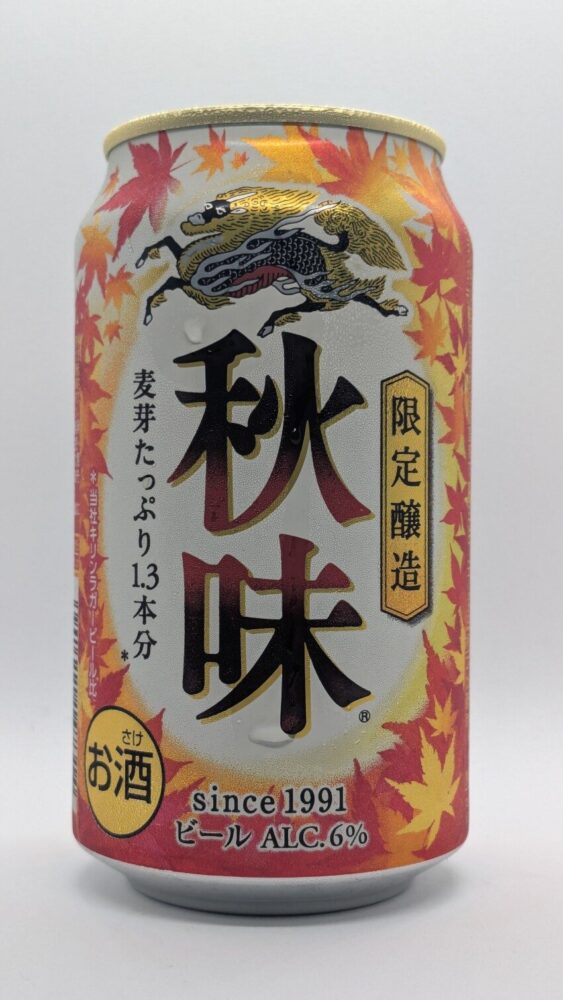 秋味
限定醸造
麦芽たっぷり1.3本分*
*当社キリンラガービール比
®
さけ
お酒
since 1991
ビール ALC.6%